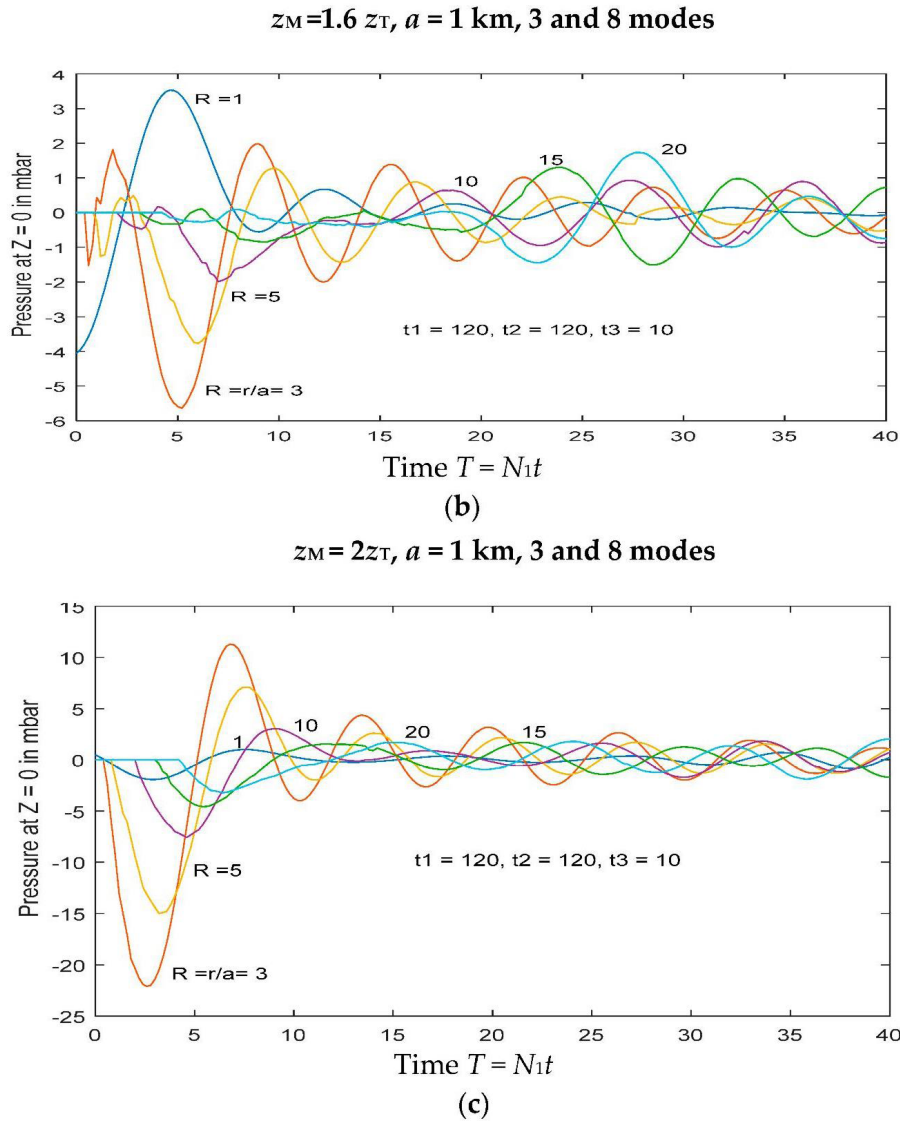 zM=1.6 zT, a = 1 km, 3 and 8 modes
4
3
2
1
0
-1
-2
-3
-4
-5
-6
Pressure at Z = 0 in mbar
R =1
10
15
20
R =5
t1 = 120, t2 = 120, t3 = 10
R =r/a= 3
0 5 10 15 20 25 30 35 40
Time T = N1t
(b)
zM = 2zT, a = 1 km, 3 and 8 modes
15
10
5
0
-5
-10
-15
-20
-25
Pressure at Z = 0 in mbar
1
10
20
15
R =5
t1 = 120, t2 = 120, t3 = 10
R =r/a= 3
0 5 10 15 20 25 30 35 40
Time T = N1t
(c)